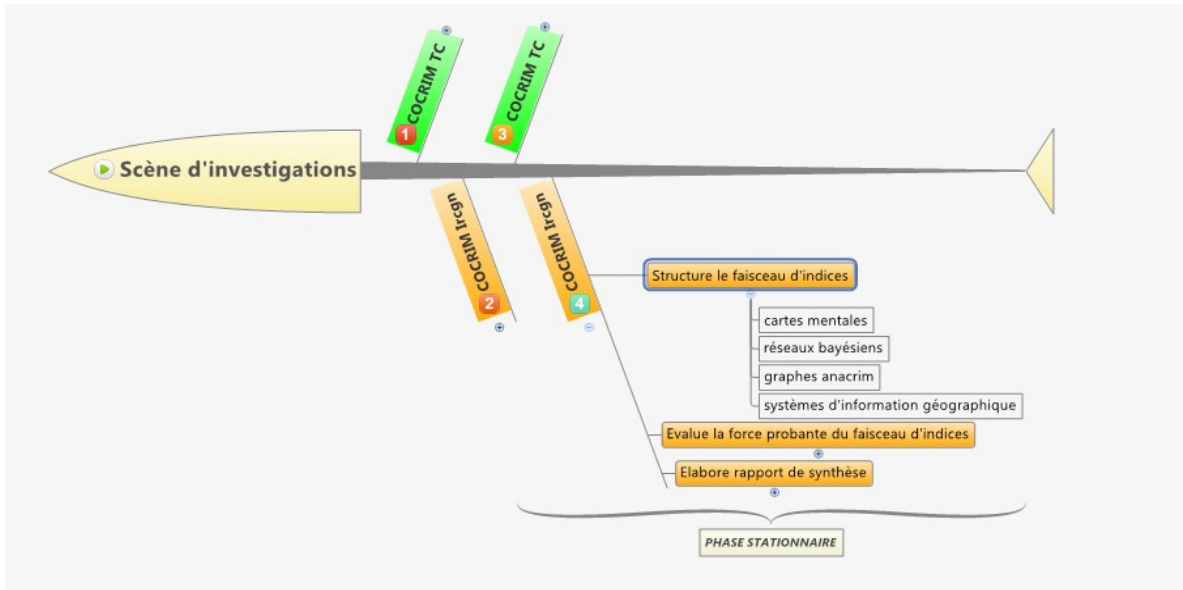 COCRIM TC
1
COCRIM TC
3
Scène d'investigations
COCRIM Ircgn
2
COCRIM Ircgn
4
Structure le faisceau d'indices
cartes mentales
réseaux bayésiens
graphes anacrim
systèmes d'information géographique
Evalue la force probante du faisceau d'indices
Elabore rapport de synthèse
PHASE STATIONNAIRE